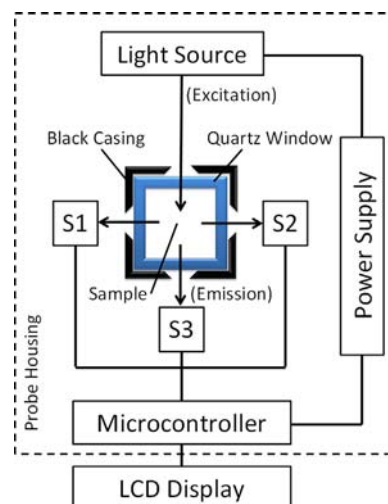 Light Source
(Excitation)
Black Casing
Quartz Window
S1
S2
Power Supply
Sample
(Emission)
S3
Probe Housing
Microcontroller
LCD Display